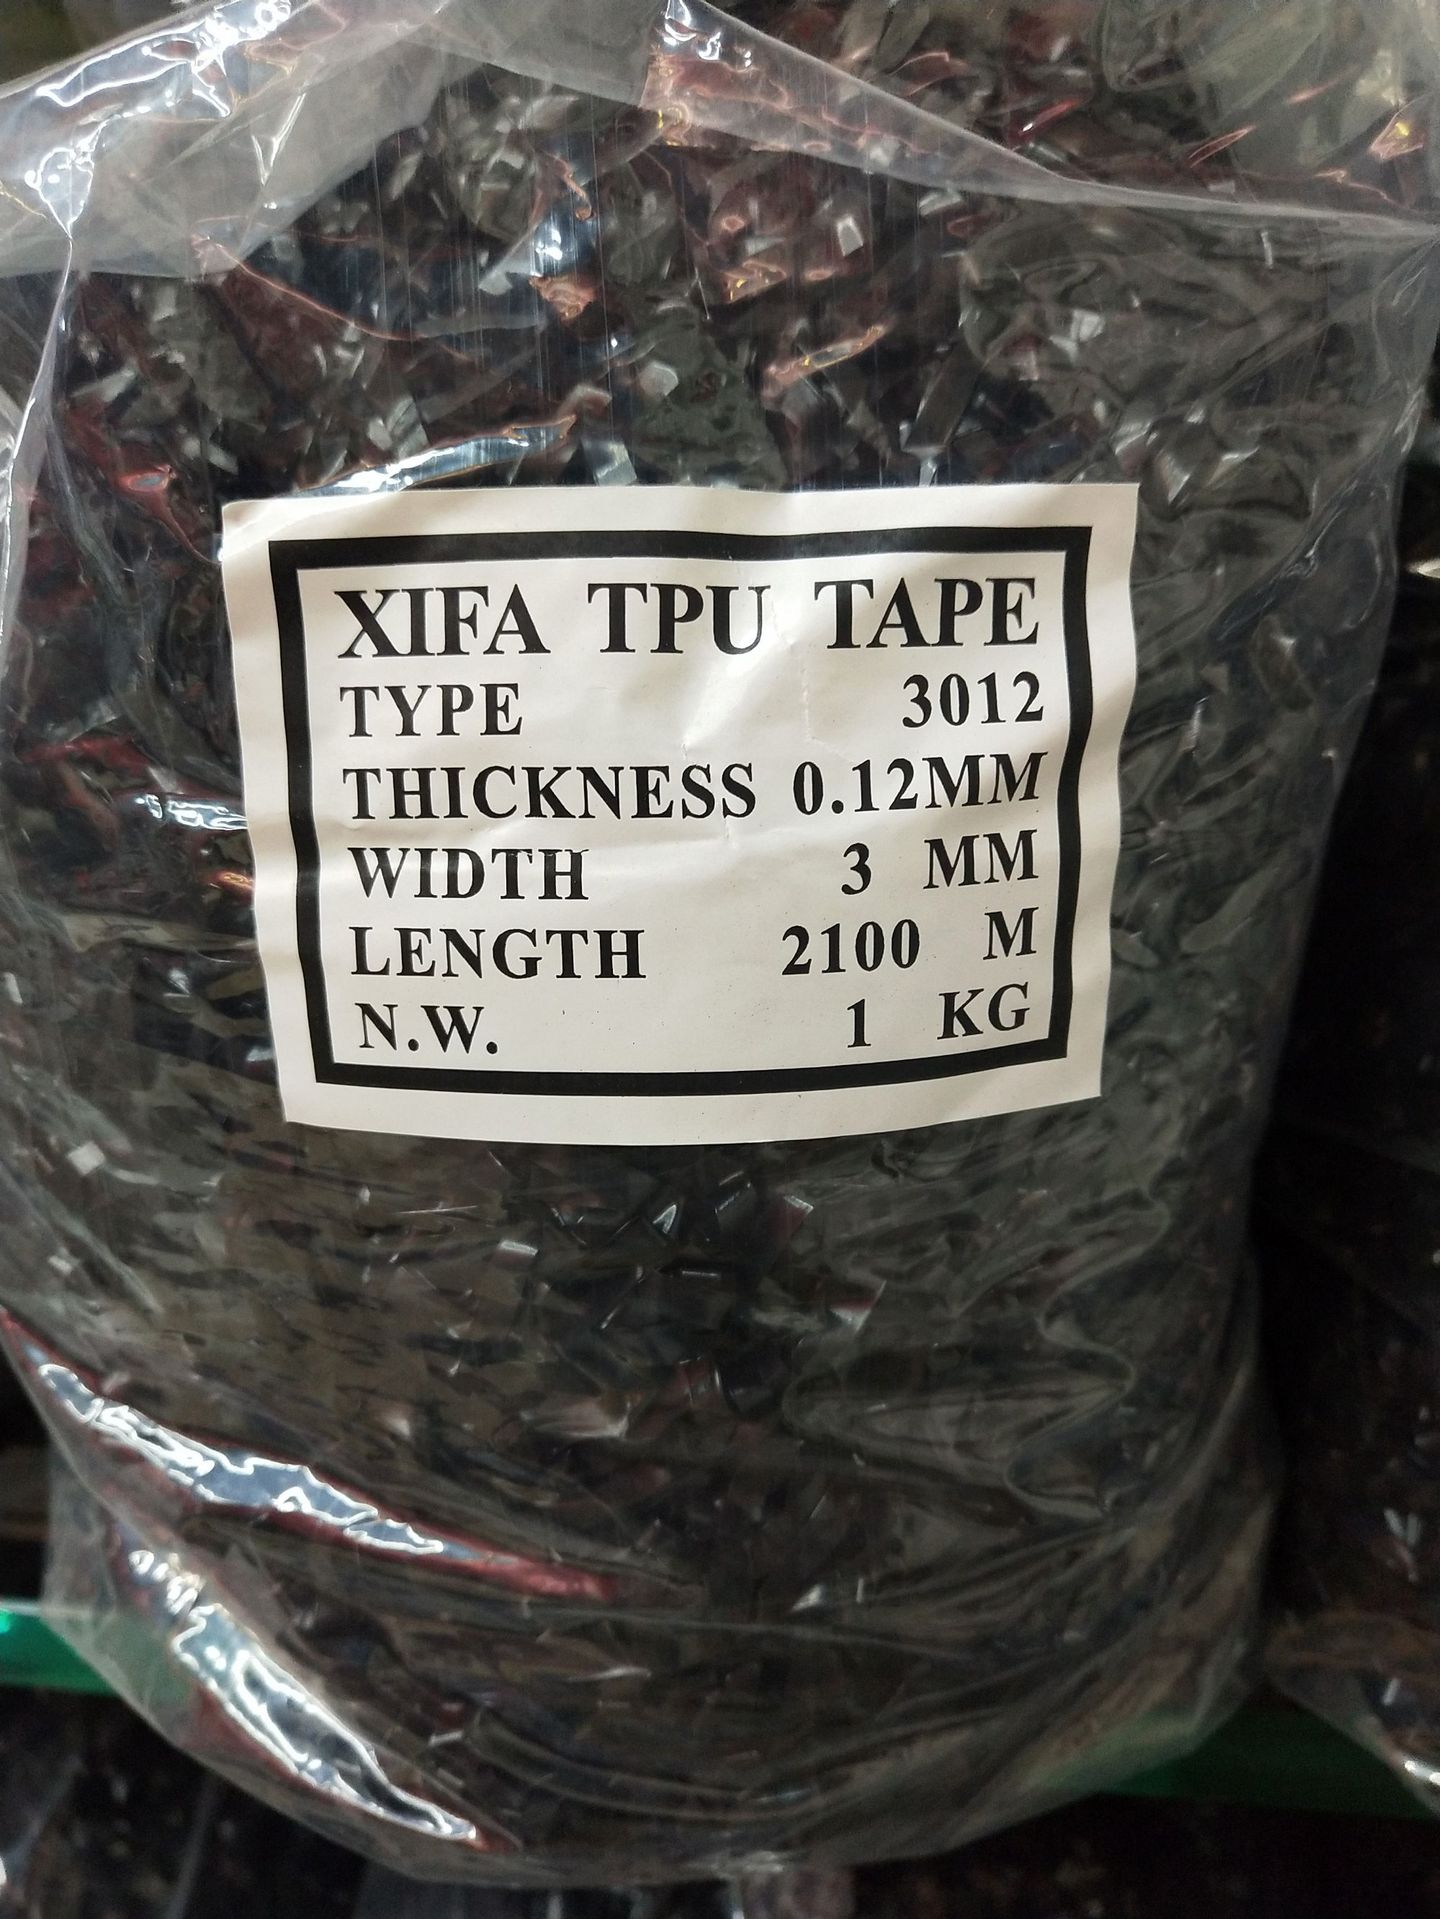 XIFA TPU TAPE
TYPE 3012
THICKNESS 0.12MM
WIDTH 3 MM
LENGTH 2100 M
N.W. 1 KG